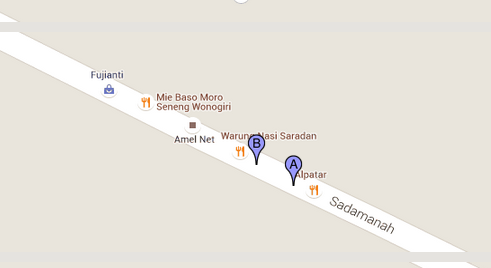 Fujianti
Mie Baso Moro
Seneng Wonogiri
Amel Net
Warung Nasi Saradan
B
A
Alpatar
Sadamanah